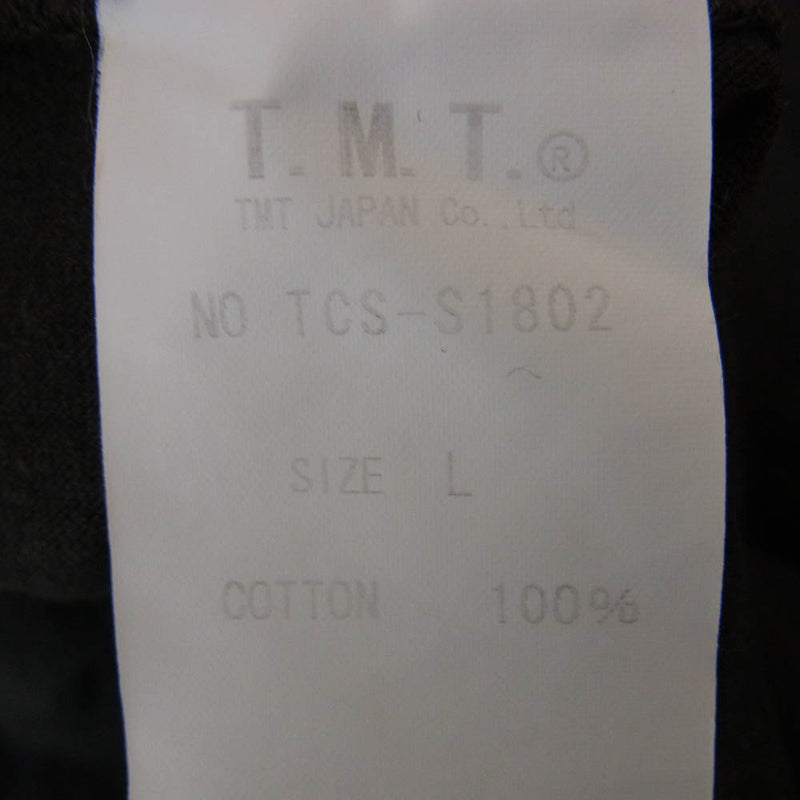 T.M.T.®
TMT JAPAN Co.,Ltd
NO TCS-S1802
SIZE L
COTTON 100%